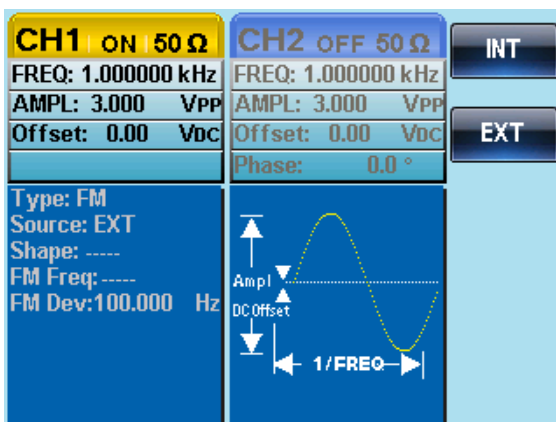 CH1 ON 50 Ω
FREQ: 1.000000 kHz
AMPL: 3.000 VPP
Offset: 0.00 VDC
CH2 OFF 50 Ω
FREQ: 1.000000 kHz
AMPL: 3.000 VPP
Offset: 0.00 VDC
Phase: 0.0 °
INT
EXT
Type: FM
Source: EXT
Shape: -----
FM Freq: -----
FM Dev:100.000 Hz
Ampl
DC Offset
1/FREQ